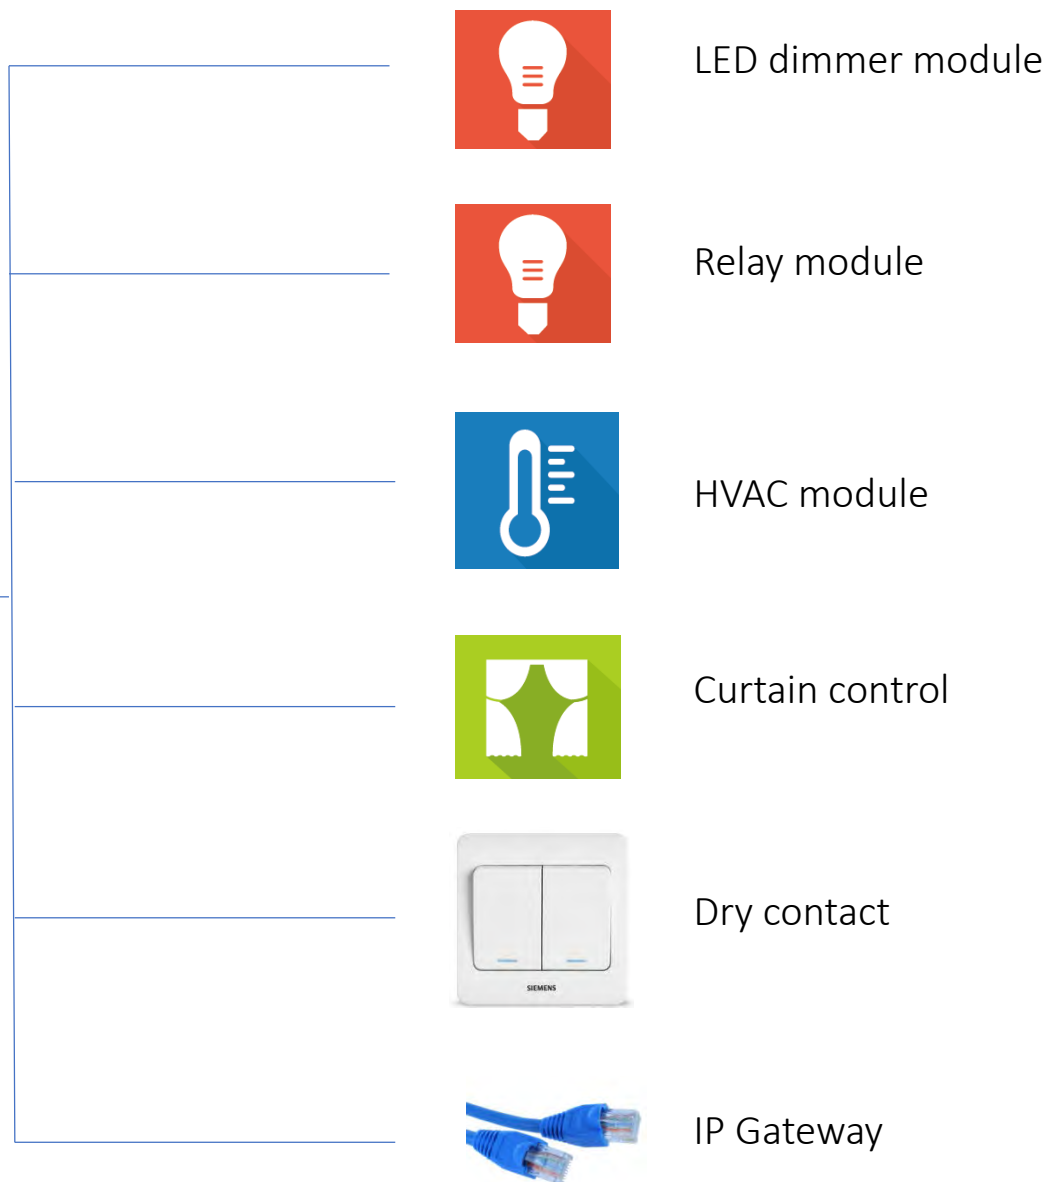 LED dimmer module
Relay module
HVAC module
Curtain control
SIEMENS
Dry contact
IP Gateway